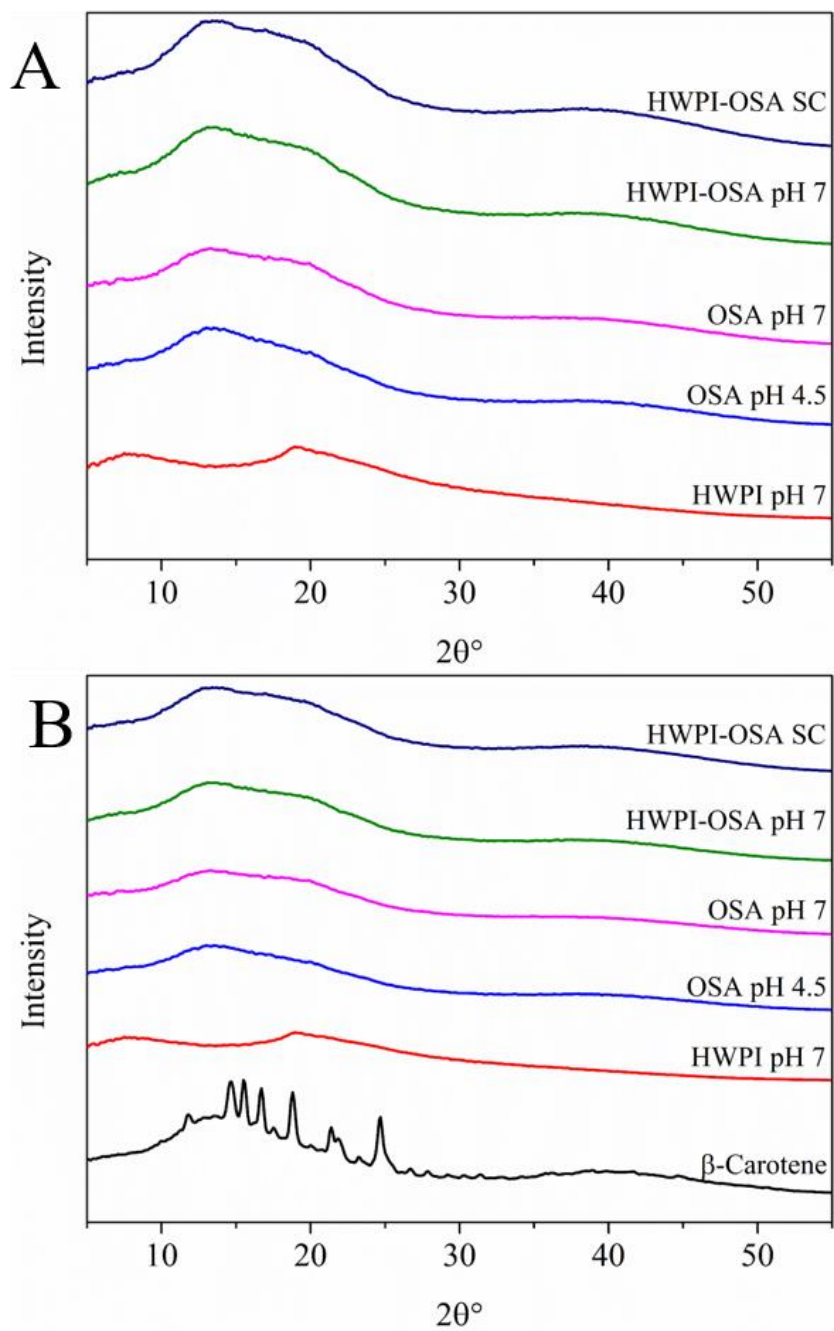 A
HWPI-OSA SC
HWPI-OSA pH 7
OSA pH 7
OSA pH 4.5
HWPI pH 7
Intensity
10 20 30 40 50
2θ°
B
HWPI-OSA SC
HWPI-OSA pH 7
OSA pH 7
OSA pH 4.5
HWPI pH 7
β-Carotene
Intensity
10 20 30 40 50
2θ°